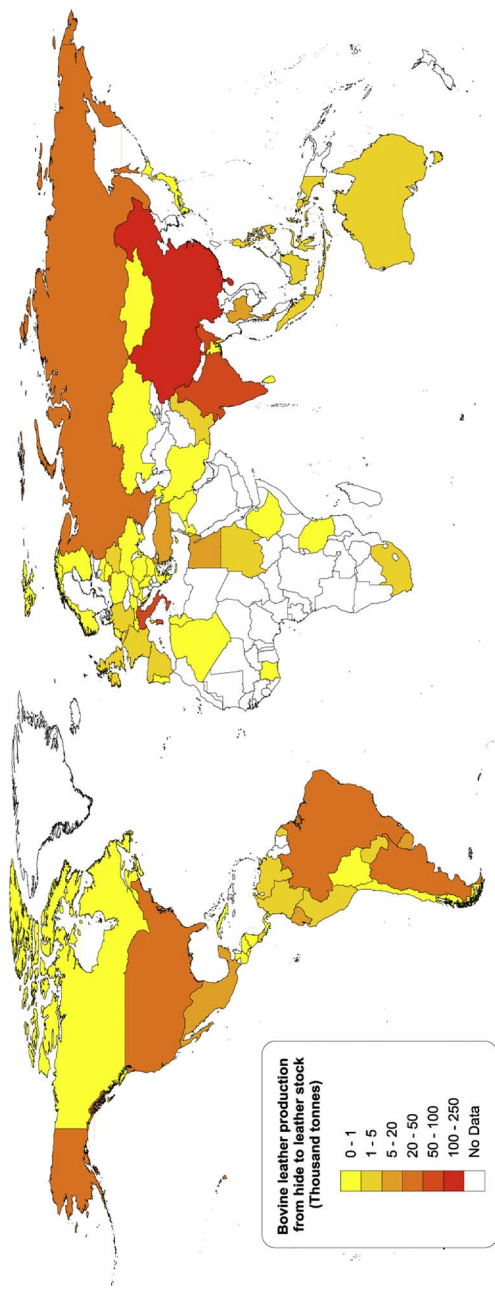 Bovine leather production
from hide to leather stock
(Thousand tonnes)
0 - 1
1 - 5
5 - 20
20 - 50
50 - 100
100 - 250
No Data